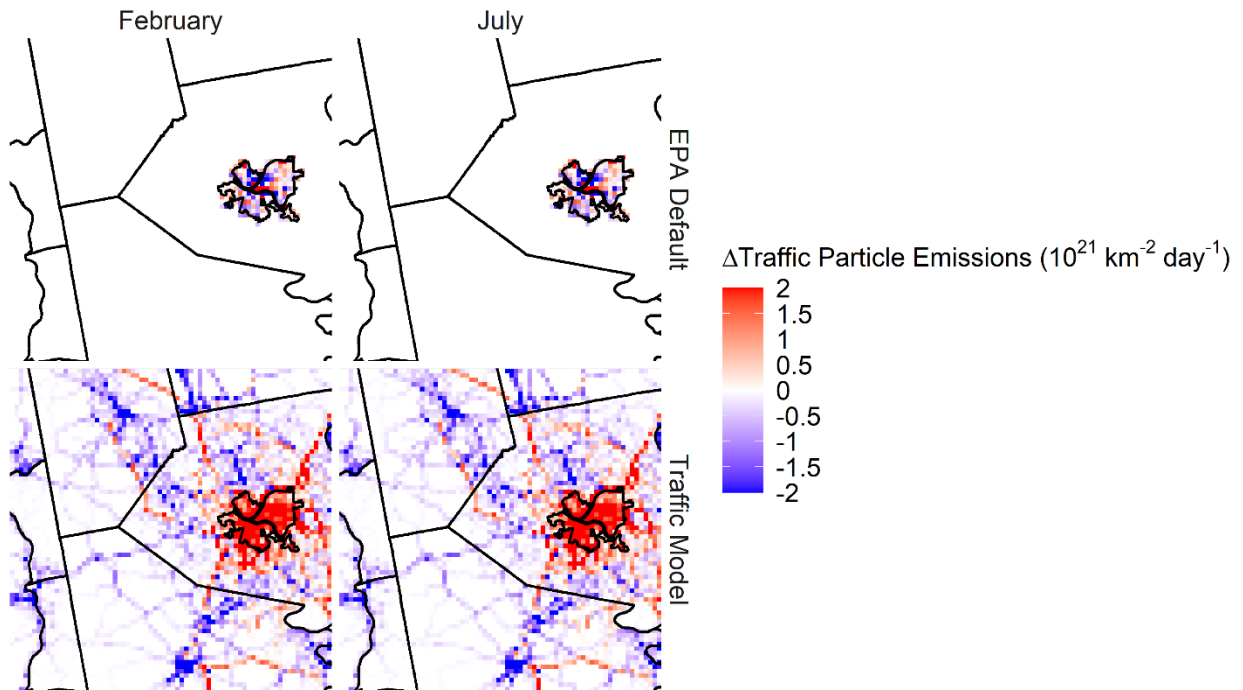 February
July
EPA Default
ΔTraffic Particle Emissions (10²¹ km⁻² day⁻¹)
2
1.5
1
0.5
0
-0.5
-1
-1.5
-2
Traffic Model